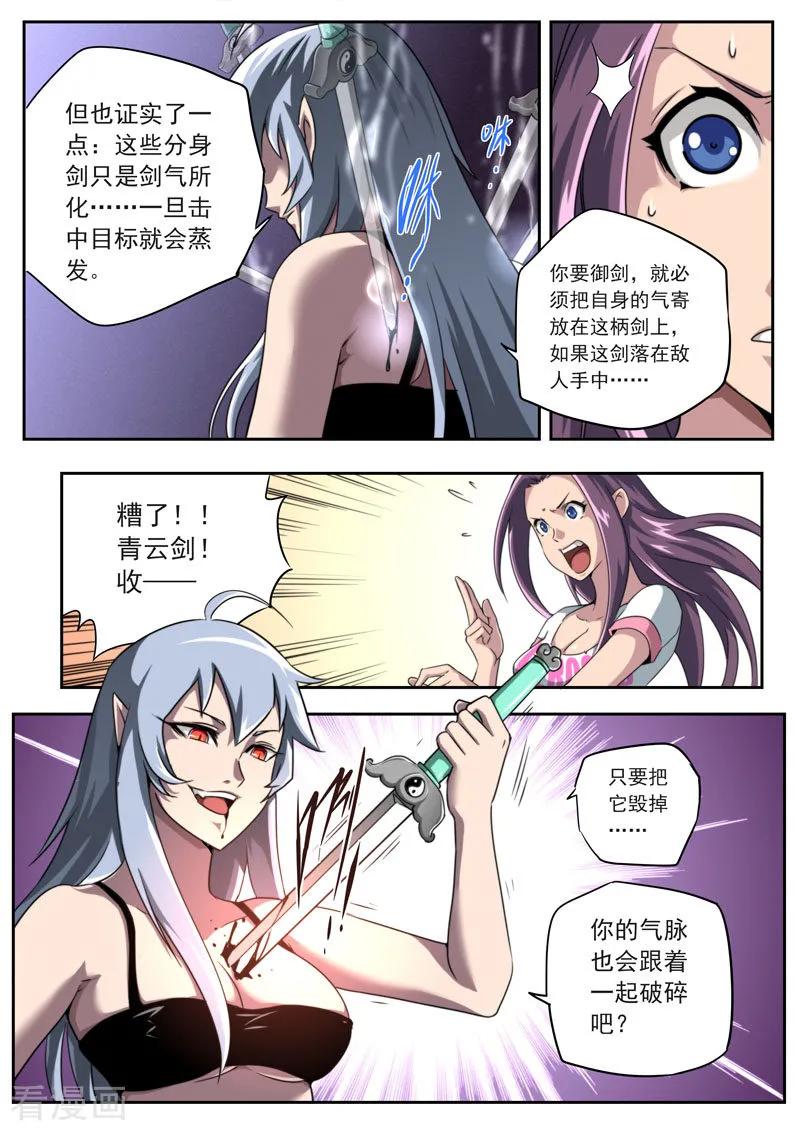 但也证实了一
点：这些分身
剑只是剑气所
化……一旦击
中目标就会蒸
发。
咻
咻
你要御剑，就必
须把自身的气寄
放在这柄剑上，
如果这剑落在敌
人手中……
糟了！！
青云剑！
收——
只要把
它毁掉
……
你的气脉
也会跟着
一起破碎
吧？
看漫画